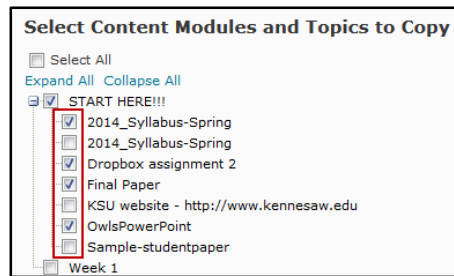 Select Content Modules and Topics to Copy
Select All
Expand All Collapse All
START HERE!!!
2014_Syllabus-Spring
2014_Syllabus-Spring
Dropbox assignment 2
Final Paper
KSU website - http://www.kennesaw.edu
OwlsPowerPoint
Sample-studentpaper
Week 1